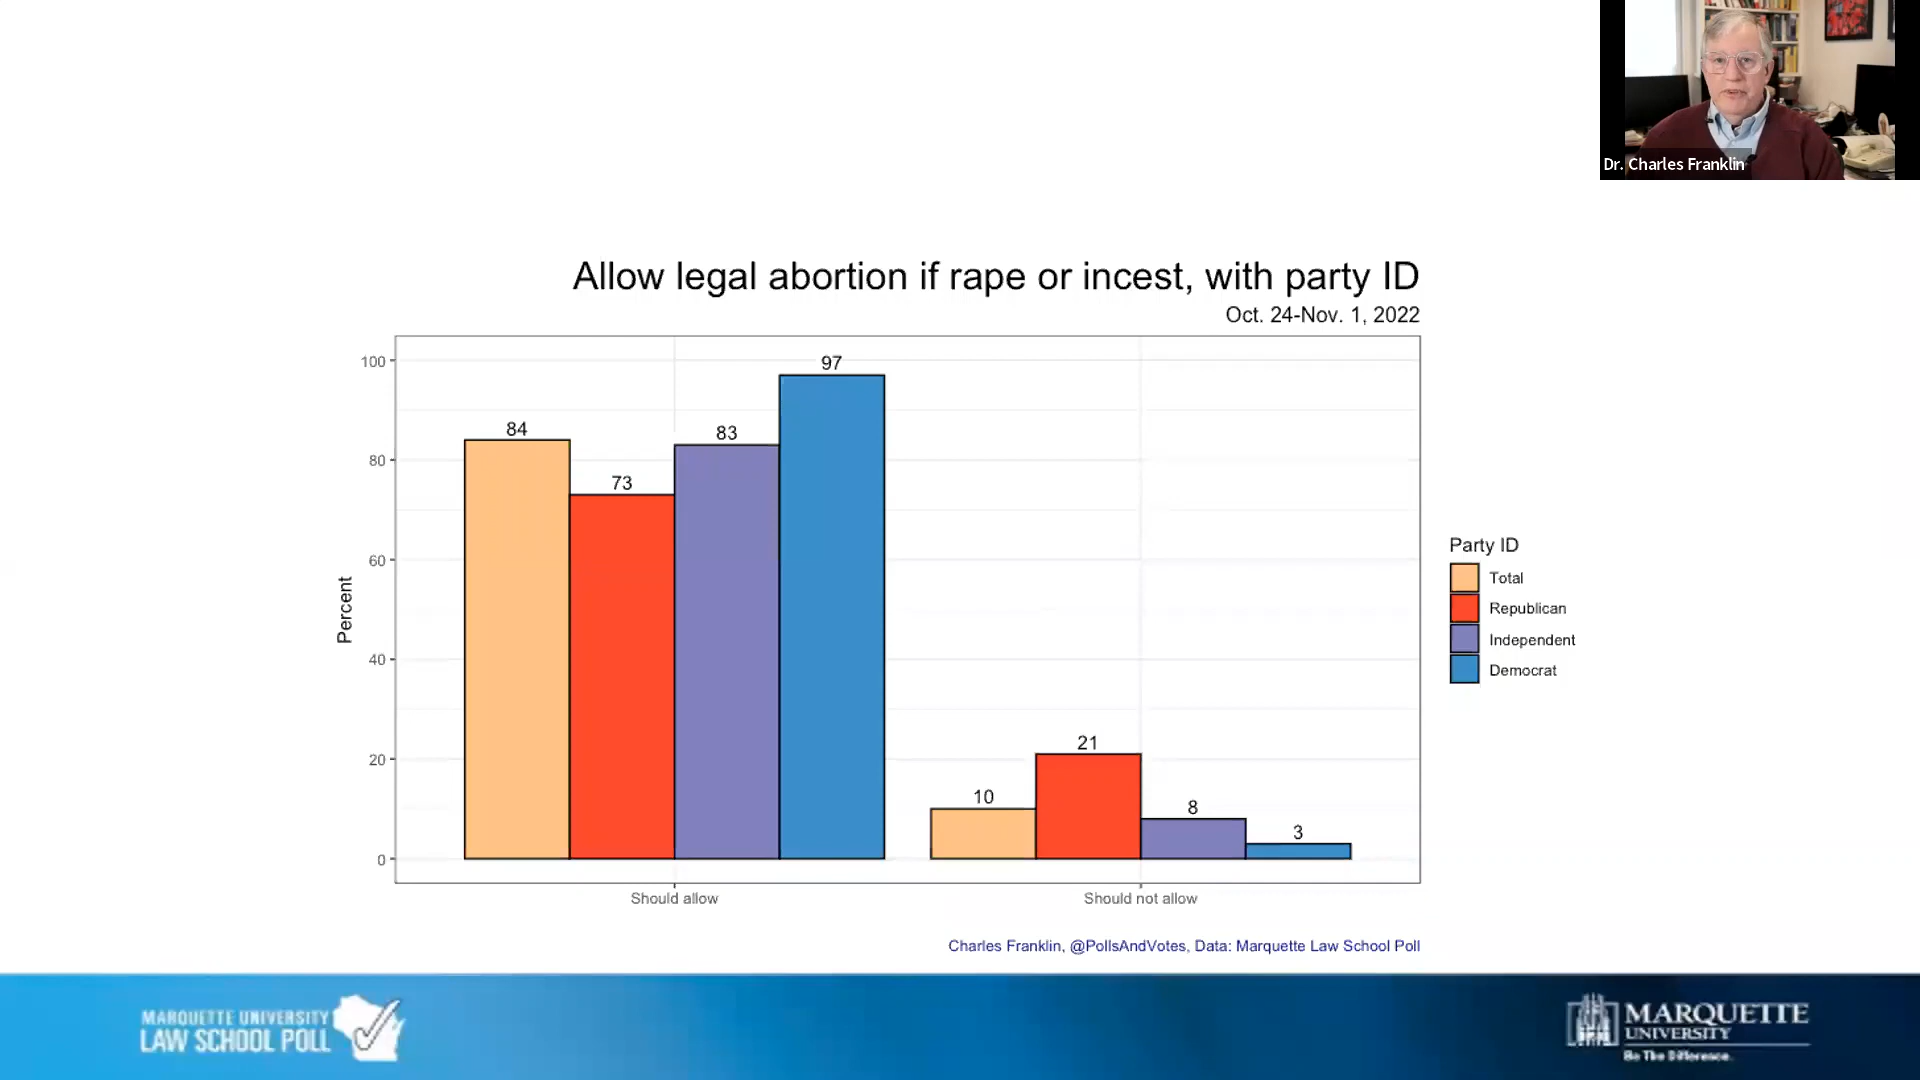 Dr. Charles Franklin
Allow legal abortion if rape or incest, with party ID
Oct. 24-Nov. 1, 2022
Percent
100
80
60
40
20
0
84
73
83
97
10
21
8
3
Should allow
Should not allow
Party ID
Total
Republican
Independent
Democrat
Charles Franklin, @PollsAndVotes, Data: Marquette Law School Poll
MARQUETTE UNIVERSITY
LAW SCHOOL POLL
MARQUETTE
UNIVERSITY
Be The Difference.